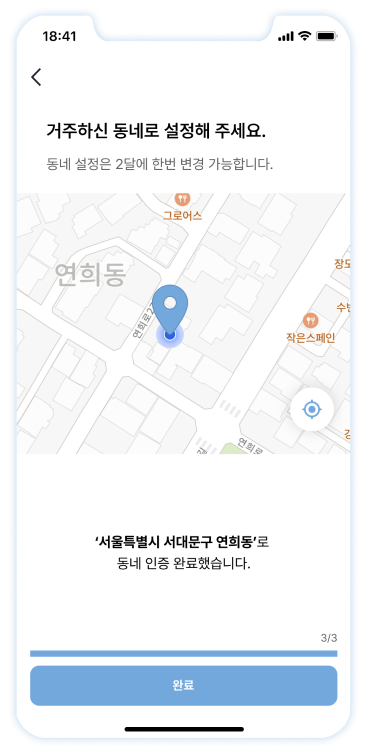 18:41
거주하신 동네로 설정해 주세요.
동네 설정은 2달에 한번 변경 가능합니다.
그로어스
연희동
장도
수빈
연희로2
작은스페인
연희로
'서울특별시 서대문구 연희동'로
동네 인증 완료했습니다.
3/3
완료